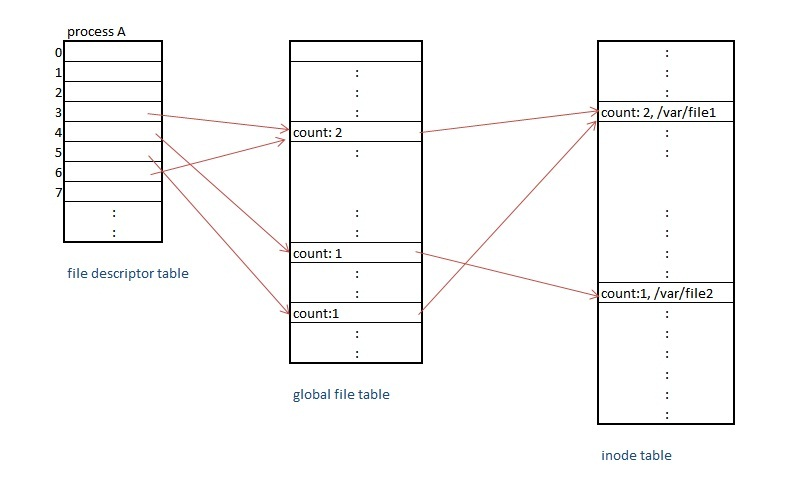 process A
0
1
2
3
4
5
6
7
file descriptor table
count: 2
count: 1
count:1
global file table
count: 2, /var/file1
count:1, /var/file2
inode table